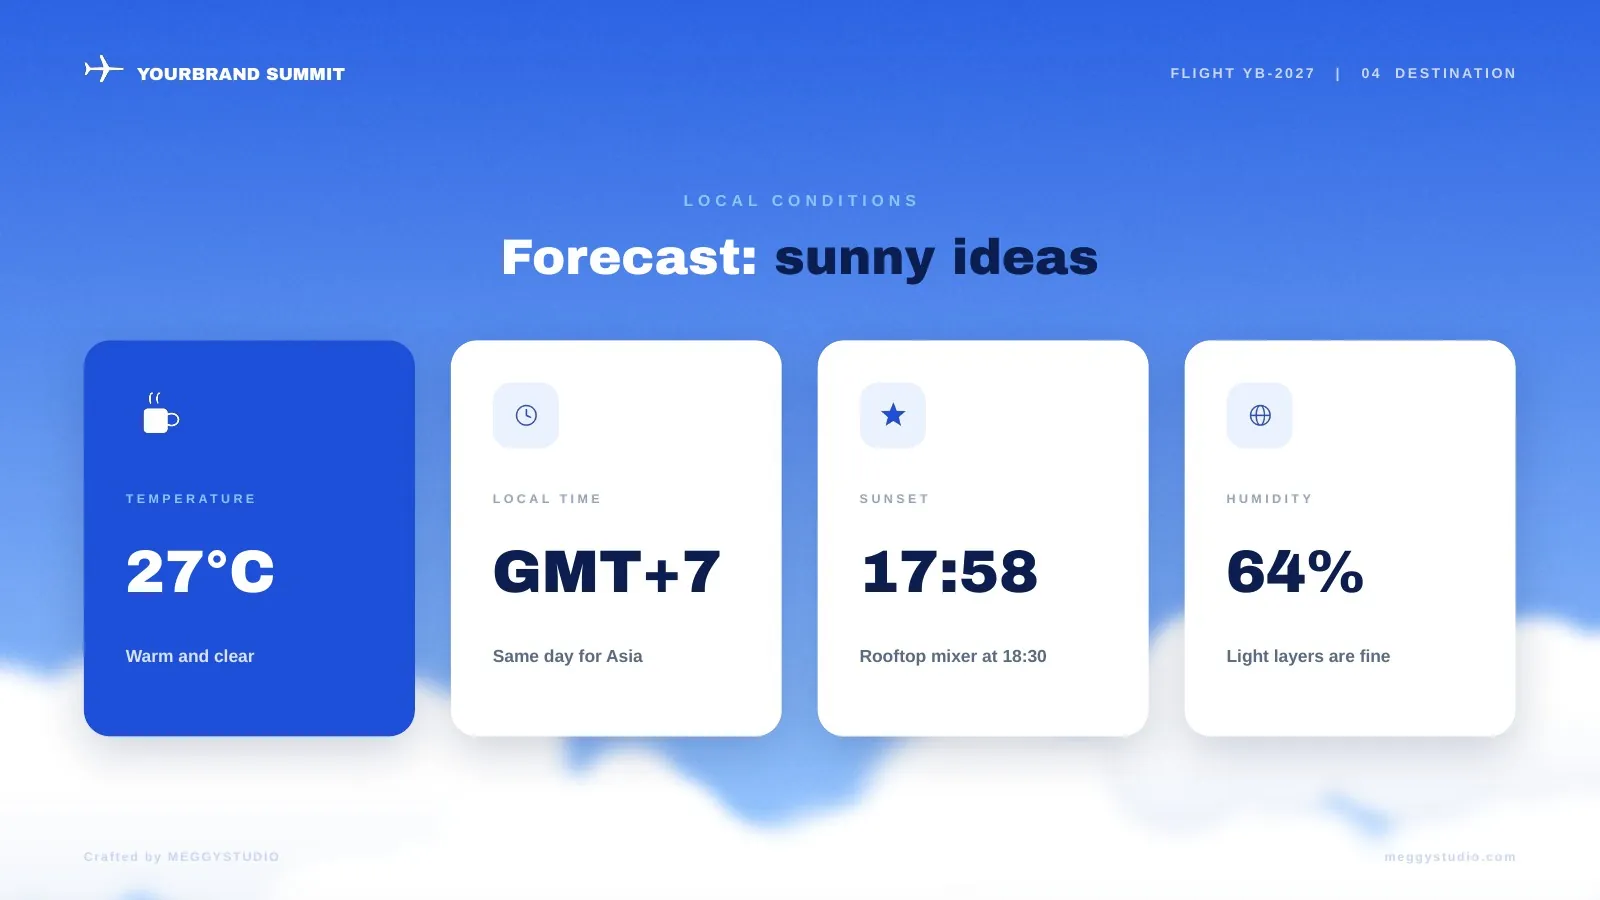 YOURBRAND SUMMIT
FLIGHT YB-2027 | 04 DESTINATION
LOCAL CONDITIONS
Forecast: sunny ideas
TEMPERATURE
27°C
Warm and clear
LOCAL TIME
GMT+7
Same day for Asia
SUNSET
17:58
Rooftop mixer at 18:30
HUMIDITY
64%
Light layers are fine
Crafted by MEGGYSTUDIO
meggystudio.com